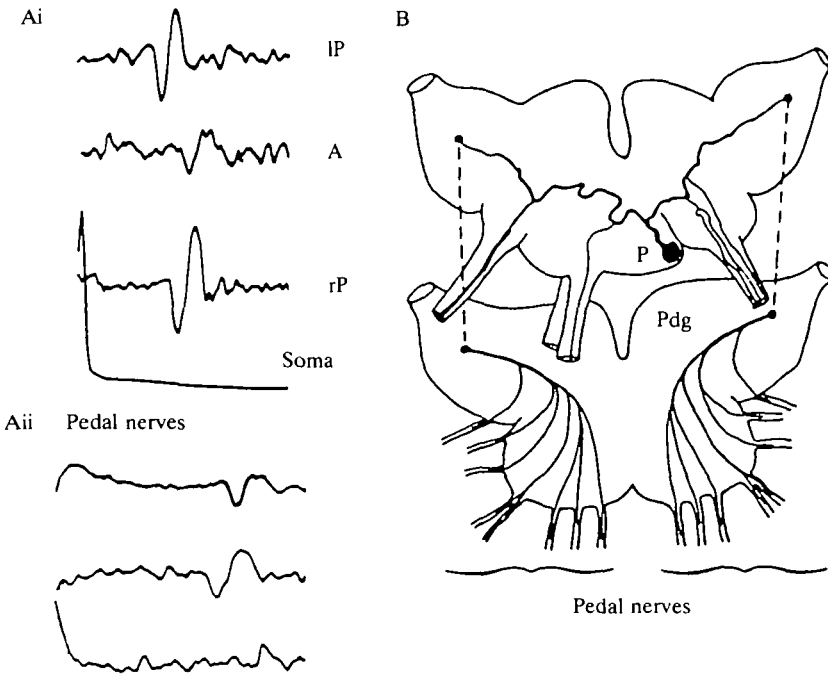 Ai
lP
A
rP
Soma
Aii Pedal nerves
B
P
Pdg
Pedal nerves